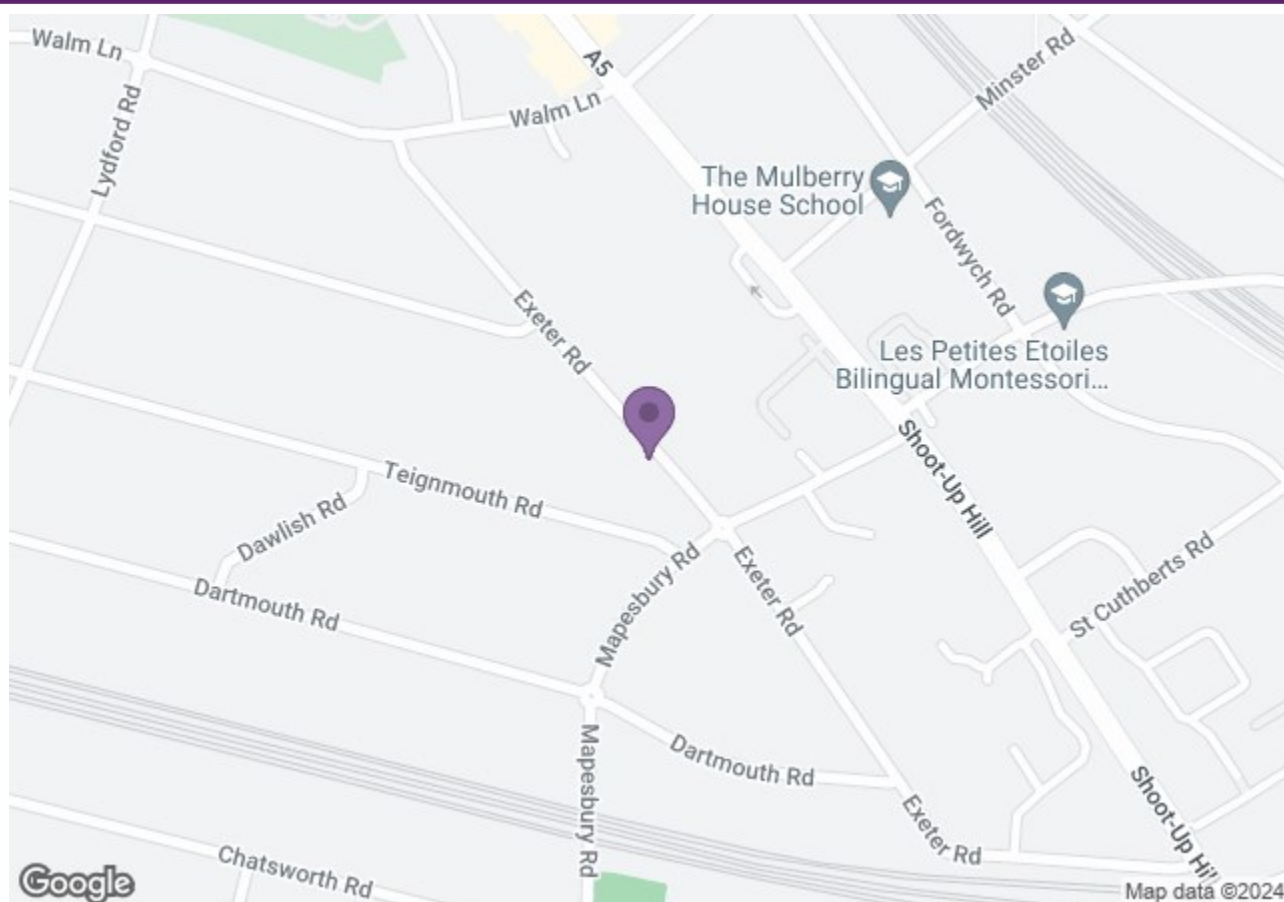 Walm Ln
A5
Minster Rd
Walm Ln
Lydford Rd
The Mulberry
House School
Fordwych Rd
Exeter Rd
Les Petites Etoiles
Bilingual Montessori...
Shoot-Up Hill
Teignmouth Rd
Dawlish Rd
Mapesbury Rd
Exeter Rd
St Cuthberts Rd
Dartmouth Rd
Mapesbury Rd
Dartmouth Rd
Shoot-Up Hill
Exeter Rd
Chatsworth Rd
Google
Map data ©2024